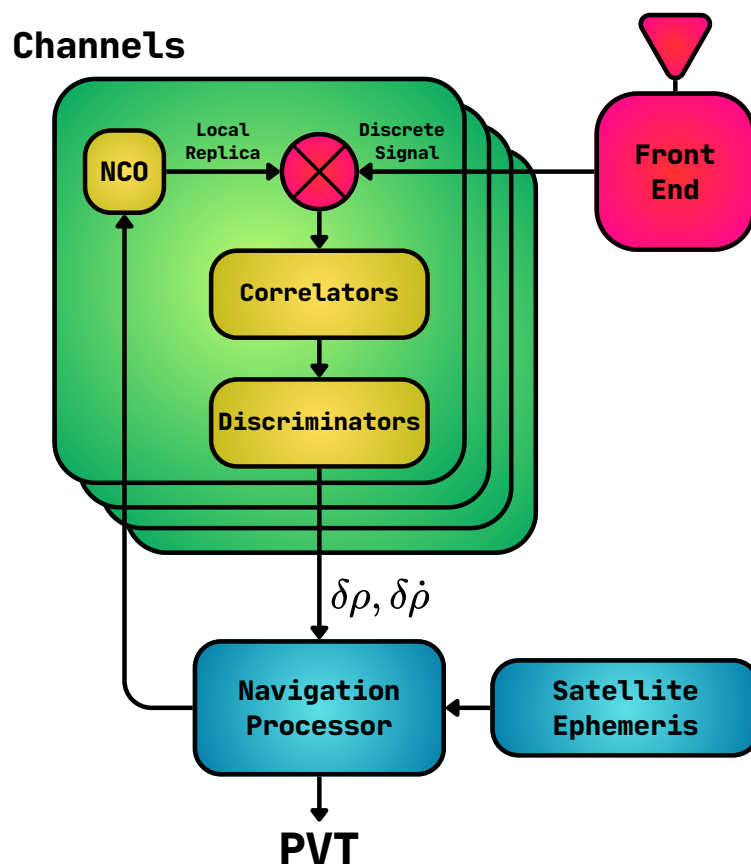 Channels
Local
Replica
Discrete
Signal
NCO
Front
End
Correlators
Discriminators
δρ, δρ̇
Navigation
Processor
Satellite
Ephemeris
PVT